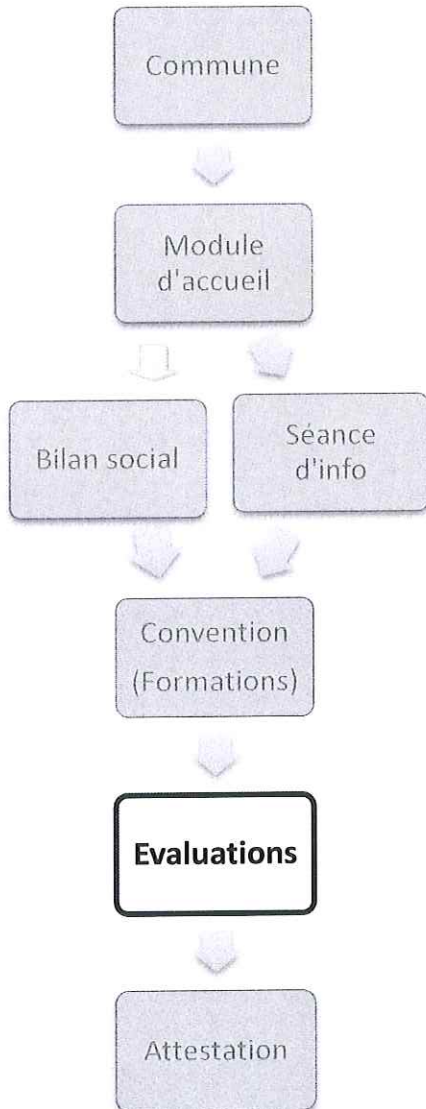 Commune
Module
d'accueil
Bilan social
Séance
d'info
Convention
(Formations)
Evaluations
Attestation